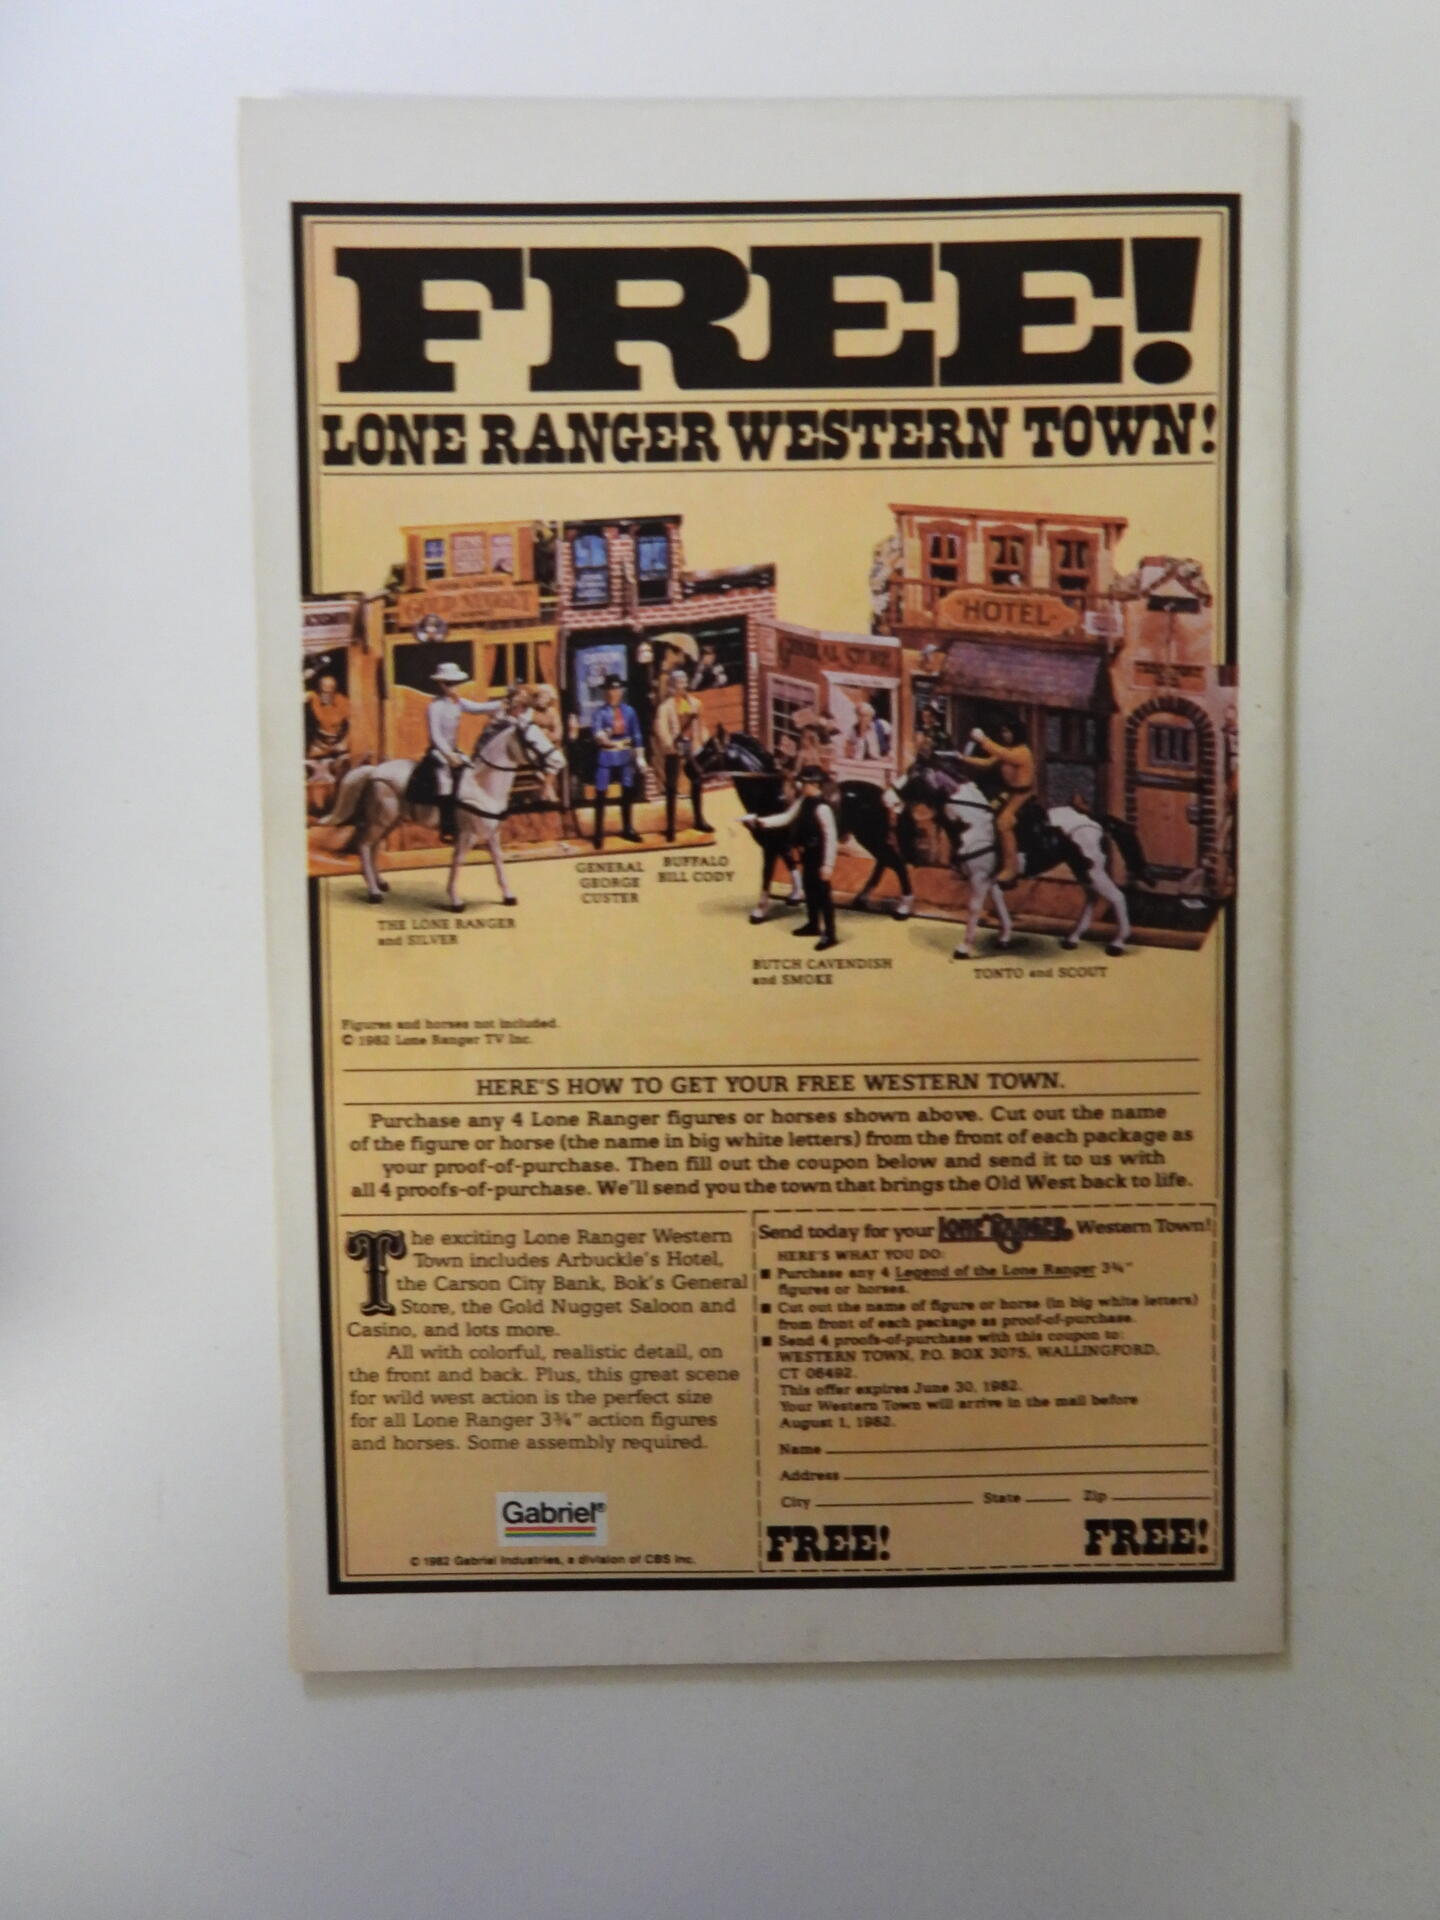 FREE!
LONE RANGER WESTERN TOWN!
GOLD NUGGET
GENERAL STORE
"HOTEL"
THE LONE RANGER
and SILVER
GENERAL
GEORGE
CUSTER
BUFFALO
BILL CODY
BUTCH CAVENDISH
and SMOKE
TONTO and SCOUT
Figures and horses not included.
© 1982 Lone Ranger TV Inc.
HERE'S HOW TO GET YOUR FREE WESTERN TOWN.
Purchase any 4 Lone Ranger figures or horses shown above. Cut out the name
of the figure or horse (the name in big white letters) from the front of each package as
your proof-of-purchase. Then fill out the coupon below and send it to us with
all 4 proofs-of-purchase. We'll send you the town that brings the Old West back to life.
The exciting Lone Ranger Western
Town includes Arbuckle's Hotel,
the Carson City Bank, Bok's General
Store, the Gold Nugget Saloon and
Casino, and lots more.
All with colorful, realistic detail, on
the front and back. Plus, this great scene
for wild west action is the perfect size
for all Lone Ranger 3¾" action figures
and horses. Some assembly required.
Gabriel®
© 1982 Gabriel Industries, a division of CBS Inc.
Send today for your LONE RANGER Western Town!
HERE'S WHAT YOU DO:
■ Purchase any 4 Legend of the Lone Ranger 3¾"
figures or horses.
■ Cut out the name of figure or horse (in big white letters)
from front of each package as proof-of-purchase.
■ Send 4 proofs-of-purchase with this coupon to:
WESTERN TOWN, P.O. BOX 3075, WALLINGFORD,
CT 06492.
This offer expires June 30, 1982.
Your Western Town will arrive in the mail before
August 1, 1982.
Name
Address
City State Zip
FREE! FREE!